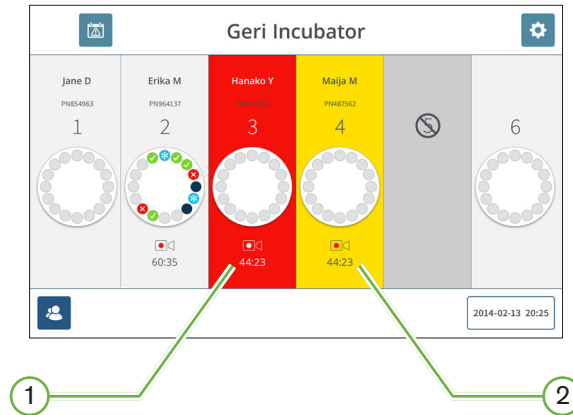 Geri Incubator
Jane D
PN854963
1
Erika M
PN964137
2
60:35
Hanako Y
3
44:23
Maija M
PN487562
4
44:23
5
6
2014-02-13 20:25
1
2